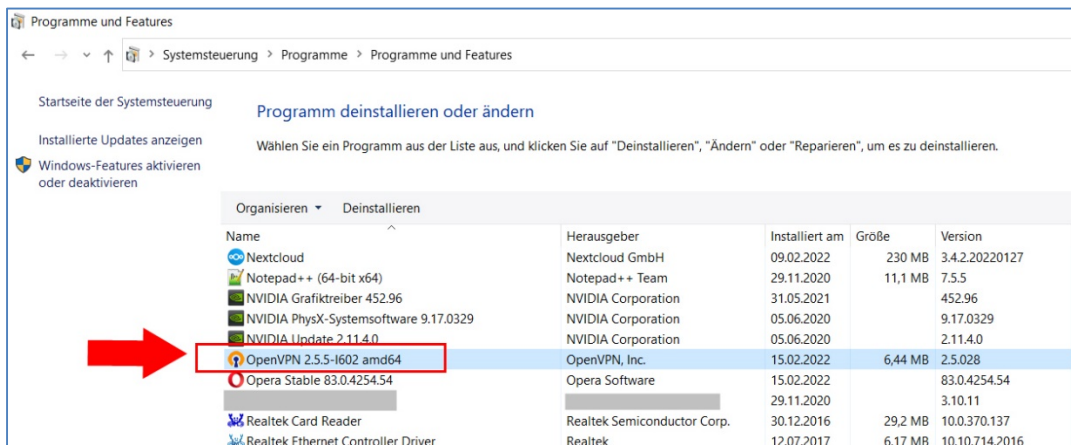 Programme und Features
Systemsteuerung > Programme > Programme und Features
Startseite der Systemsteuerung
Installierte Updates anzeigen
Windows-Features aktivieren
oder deaktivieren
Programm deinstallieren oder ändern
Wählen Sie ein Programm aus der Liste aus, und klicken Sie auf "Deinstallieren", "Ändern" oder "Reparieren", um es zu deinstallieren.
Organisieren Deinstallieren
Name Herausgeber Installiert am Größe Version
Nextcloud Nextcloud GmbH 09.02.2022 230 MB 3.4.2.20220127
Notepad++ (64-bit x64) Notepad++ Team 29.11.2020 11,1 MB 7.5.5
NVIDIA Grafiktreiber 452.96 NVIDIA Corporation 31.05.2021 452.96
NVIDIA PhysX-Systemsoftware 9.17.0329 NVIDIA Corporation 05.06.2020 9.17.0329
NVIDIA Update 2.11.4.0 NVIDIA Corporation 05.06.2020 2.11.4.0
OpenVPN 2.5.5-I602 amd64 OpenVPN, Inc. 15.02.2022 6,44 MB 2.5.028
Opera Stable 83.0.4254.54 Opera Software 15.02.2022 83.0.4254.54
29.11.2020 3.10.11
Realtek Card Reader Realtek Semiconductor Corp. 30.12.2016 29,2 MB 10.0.370.137
Realtek Ethernet Controller Driver Realtek 12.07.2017 6,17 MB 10.10.714.2016